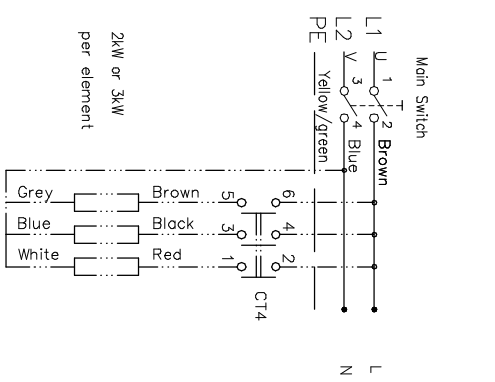 Main Switch
L1
L2
PE
U
V
1
2
3
4
Brown
Blue
Yellow/green
2kW or 3kW
per element
Grey
Brown
5
6
Blue
Black
3
4
White
Red
1
2
CT4
L
N